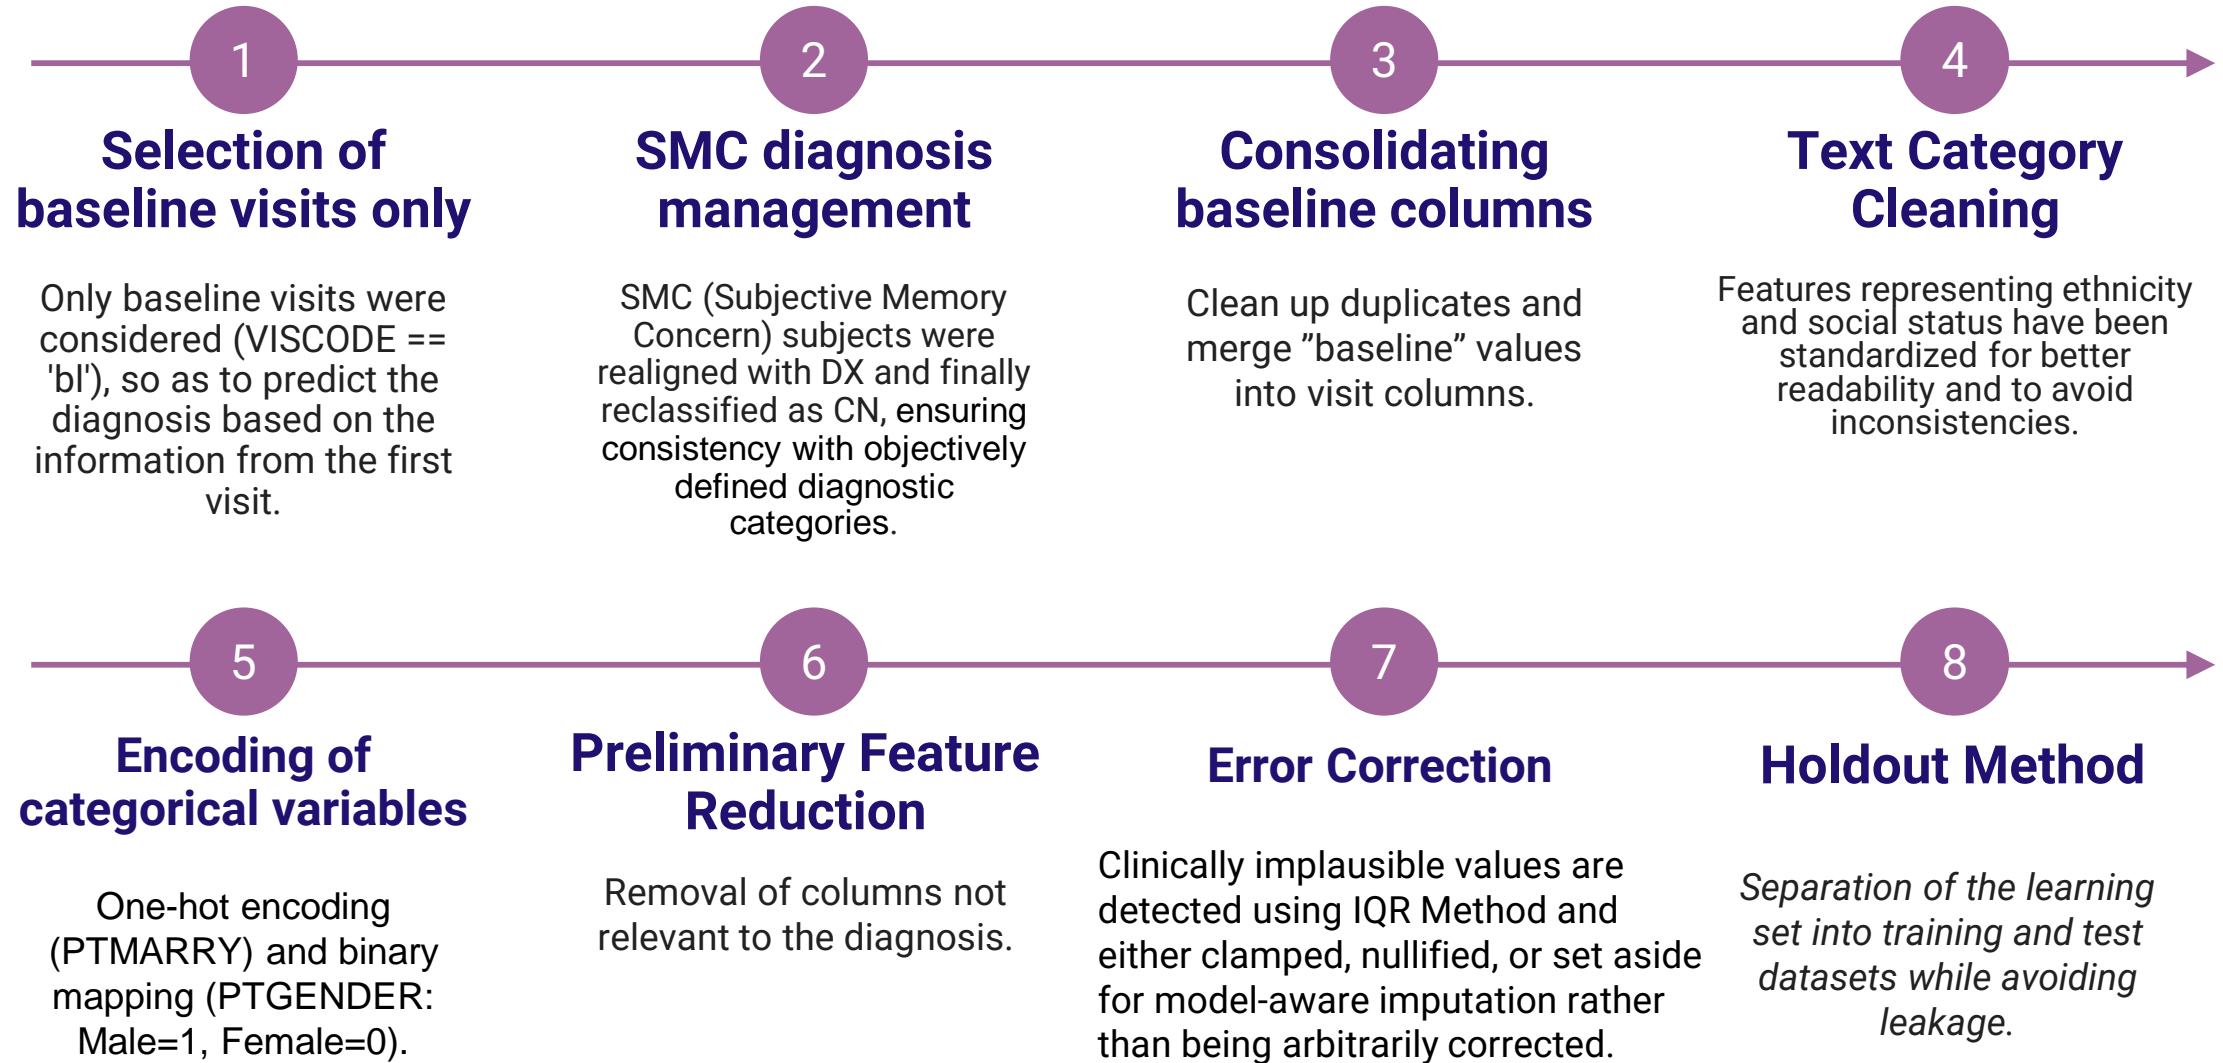 1
Selection of
baseline visits only
Only baseline visits were
considered (VISCODE ==
'bl'), so as to predict the
diagnosis based on the
information from the first
visit.
2
SMC diagnosis
management
SMC (Subjective Memory
Concern) subjects were
realigned with DX and finally
reclassified as CN, ensuring
consistency with objectively
defined diagnostic
categories.
3
Consolidating
baseline columns
Clean up duplicates and
merge ”baseline” values
into visit columns.
4
Text Category
Cleaning
Features representing ethnicity
and social status have been
standardized for better
readability and to avoid
inconsistencies.
5
Encoding of
categorical variables
One-hot encoding
(PTMARRY) and binary
mapping (PTGENDER:
Male=1, Female=0).
6
Preliminary Feature
Reduction
Removal of columns not
relevant to the diagnosis.
7
Error Correction
Clinically implausible values are
detected using IQR Method and
either clamped, nullified, or set aside
for model-aware imputation rather
than being arbitrarily corrected.
8
Holdout Method
Separation of the learning
set into training and test
datasets while avoiding
leakage.